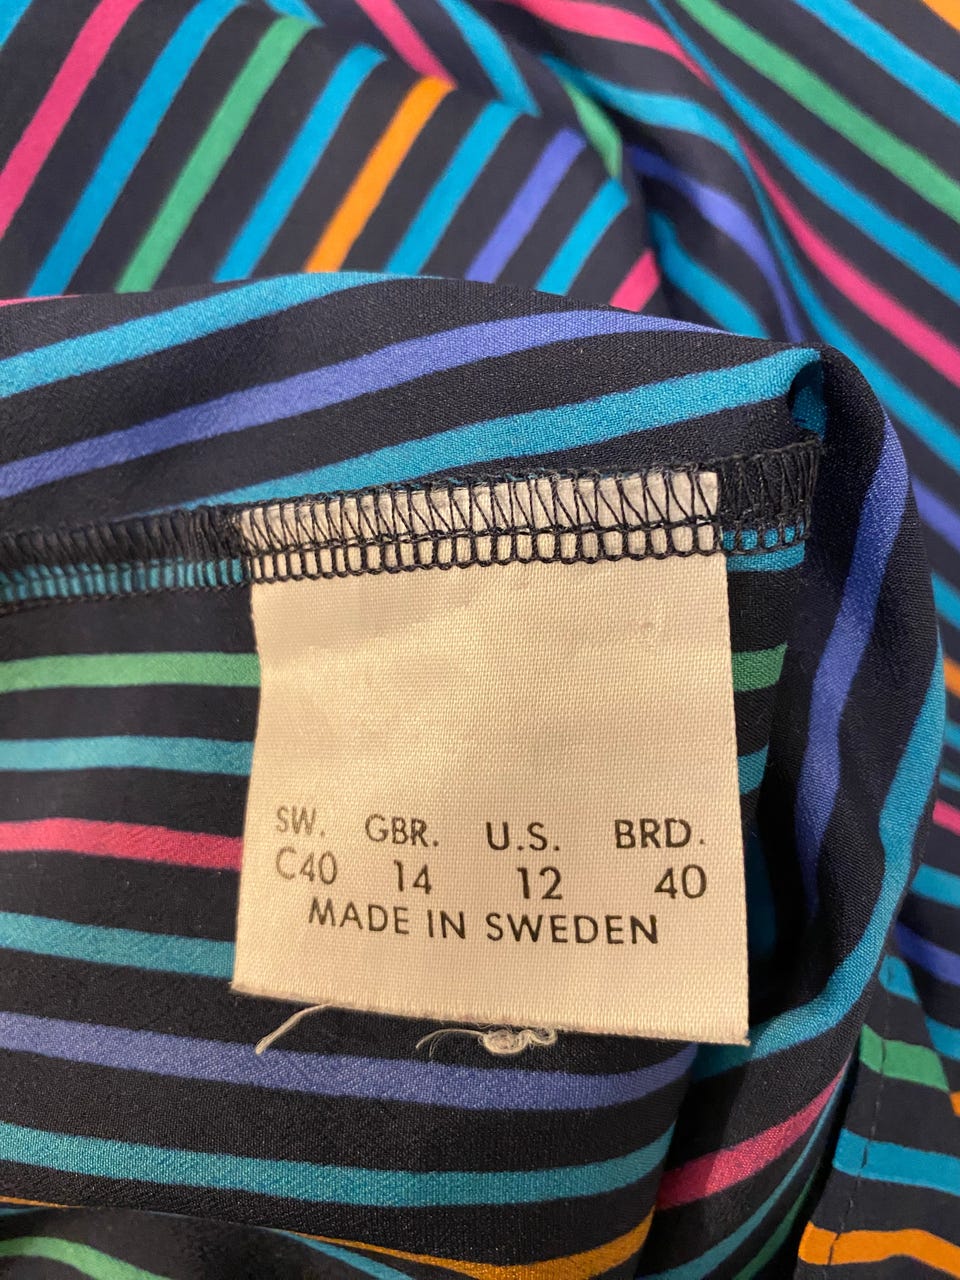 SW. GBR. U.S. BRD.
C40 14 12 40
MADE IN SWEDEN